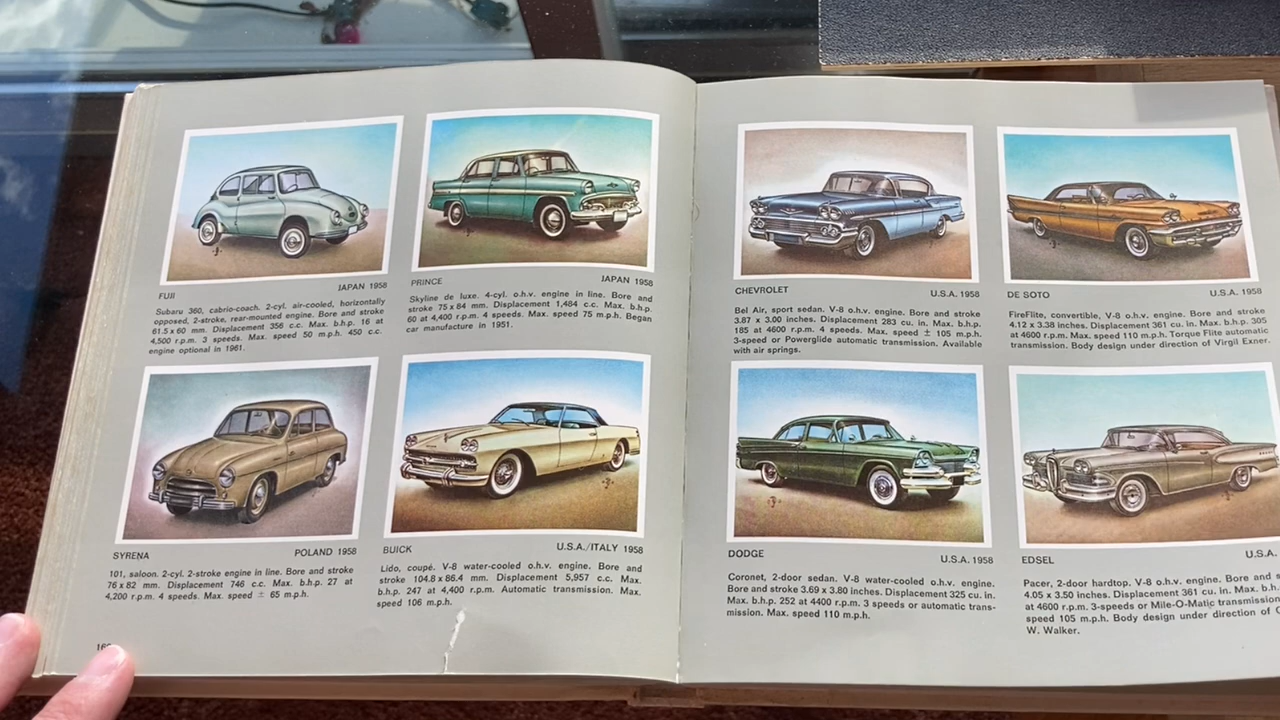 FUJI
JAPAN 1958
Subaru 360, cabrio-coach. 2-cyl. air-cooled, horizontally
opposed, 2-stroke, rear-mounted engine. Bore and stroke
61.5 x 60 mm. Displacement 356 c.c. Max. b.h.p. 16 at
4,500 r.p.m. 3 speeds. Max. speed 50 m.p.h. 450 c.c.
engine optional in 1961.
PRINCE
JAPAN 1958
Skyline de luxe. 4-cyl. o.h.v. engine in line. Bore and
stroke 75 x 84 mm. Displacement 1,484 c.c. Max. b.h.p.
60 at 4,400 r.p.m. 4 speeds. Max. speed 75 m.p.h. Began
car manufacture in 1951.
SYRENA
POLAND 1958
101, saloon. 2-cyl. 2-stroke engine in line. Bore and stroke
76 x 82 mm. Displacement 746 c.c. Max. b.h.p. 27 at
4,200 r.p.m. 4 speeds. Max. speed ± 65 m.p.h.
BUICK
U.S.A./ITALY 1958
Lido, coupé. V-8 water-cooled o.h.v. engine. Bore and
stroke 104.8 x 86.4 mm. Displacement 5,957 c.c. Max.
b.h.p. 247 at 4,400 r.p.m. Automatic transmission. Max.
speed 106 m.p.h.
CHEVROLET
U.S.A. 1958
Bel Air, sport sedan. V-8 o.h.v. engine. Bore and stroke
3.87 x 3.00 inches. Displacement 283 cu. in. Max. b.h.p.
185 at 4600 r.p.m. 4 speeds. Max. speed ± 105 m.p.h.
3-speed or Powerglide automatic transmission. Available
with air springs.
DE SOTO
U.S.A. 1958
FireFlite, convertible, V-8 o.h.v. engine. Bore and stroke
4.12 x 3.38 inches. Displacement 361 cu. in. Max. b.h.p. 305
at 4600 r.p.m. Max. speed 110 m.p.h. Torque Flite automatic
transmission. Body design under direction of Virgil Exner.
DODGE
U.S.A. 1958
Coronet, 2-door sedan. V-8 water-cooled o.h.v. engine.
Bore and stroke 3.69 x 3.80 inches. Displacement 325 cu. in.
Max. b.h.p. 252 at 4400 r.p.m. 3 speeds or automatic trans-
mission. Max. speed 110 m.p.h.
EDSEL
U.S.A.
Pacer, 2-door hardtop. V-8 o.h.v. engine. Bore and
4.05 x 3.50 inches. Displacement 361 cu. in. Max. b.h.p.
at 4600 r.p.m. 3-speeds or Mile-O-Matic transmission
speed 105 m.p.h. Body design under direction of
W. Walker.